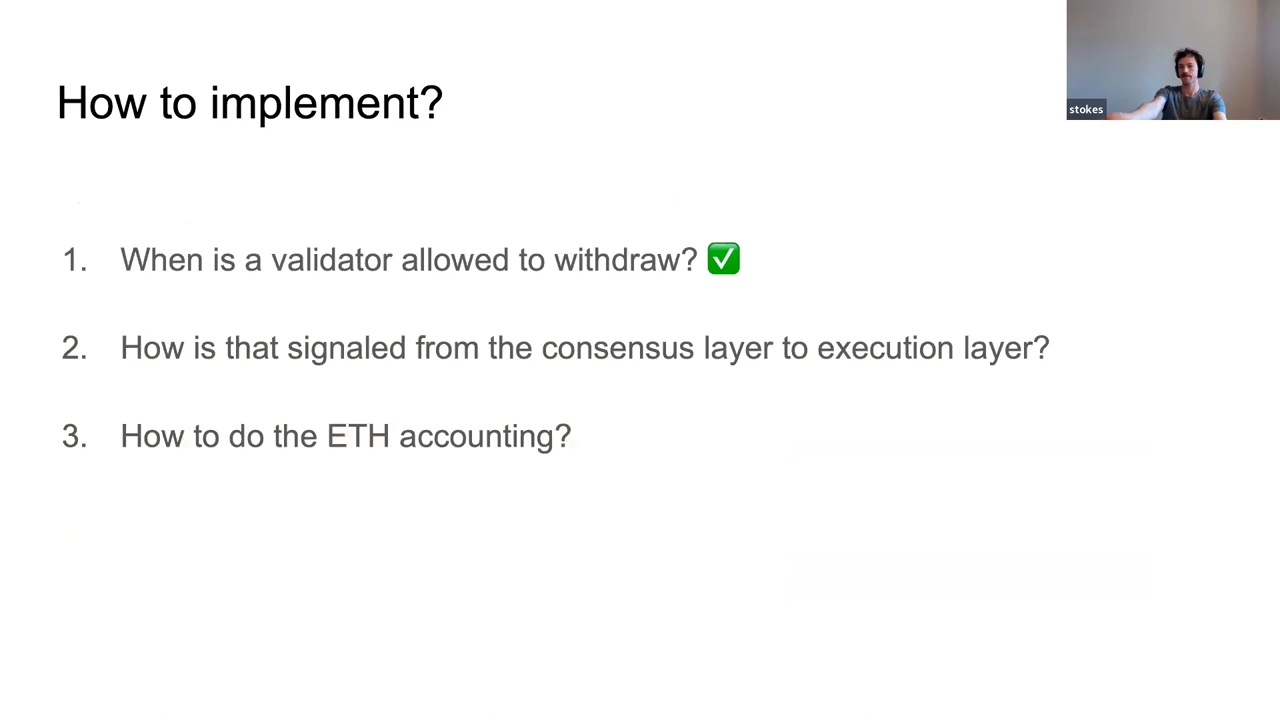 How to implement?
stokes
1. When is a validator allowed to withdraw? ✅
2. How is that signaled from the consensus layer to execution layer?
3. How to do the ETH accounting?